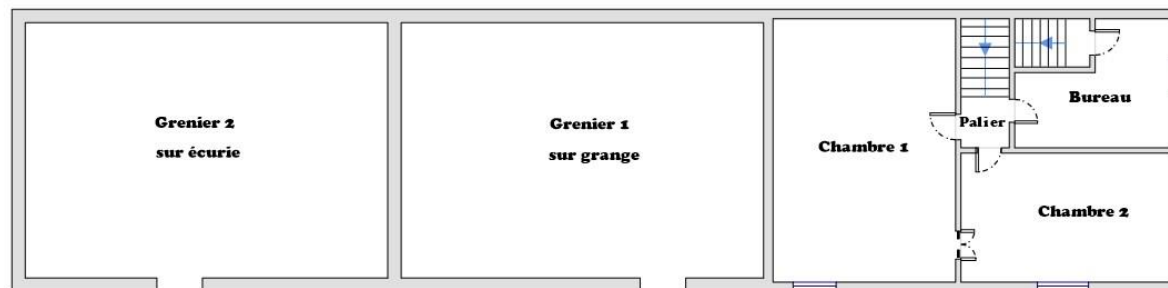 Grenier 2
sur écurie
Grenier 1
sur grange
Chambre 1
Palier
Bureau
Chambre 2